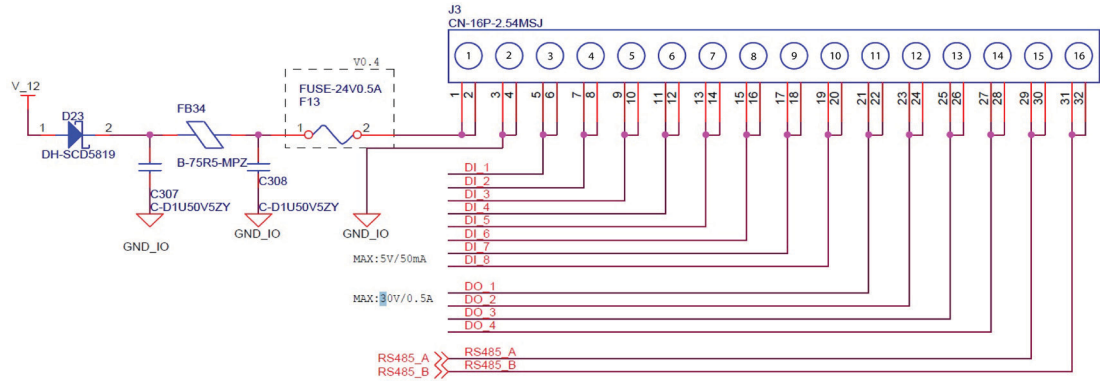 J3
CN-16P-2.54MSJ
1 2 3 4 5 6 7 8 9 10 11 12 13 14 15 16
1 2 3 4 5 6 7 8 9 10 11 12 13 14 15 16 17 18 19 20 21 22 23 24 25 26 27 28 29 30 31 32
V0.4
V_12
FUSE-24V0.5A
F13
FB34
D23
1 2
1 2
DH-SCD5819
B-75R5-MPZ
C307
C-D1U50V5ZY
C308
C-D1U50V5ZY
GND_IO
GND_IO
GND_IO
DI_1
DI_2
DI_3
DI_4
DI_5
DI_6
DI_7
MAX:5V/50mA
DI_8
DO_1
MAX:30V/0.5A
DO_2
DO_3
DO_4
RS485_A RS485_A
RS485_B RS485_B